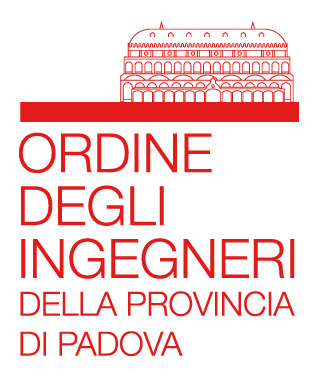 ORDINE
DEGLI
INGEGNERI
DELLA PROVINCIA
DI PADOVA